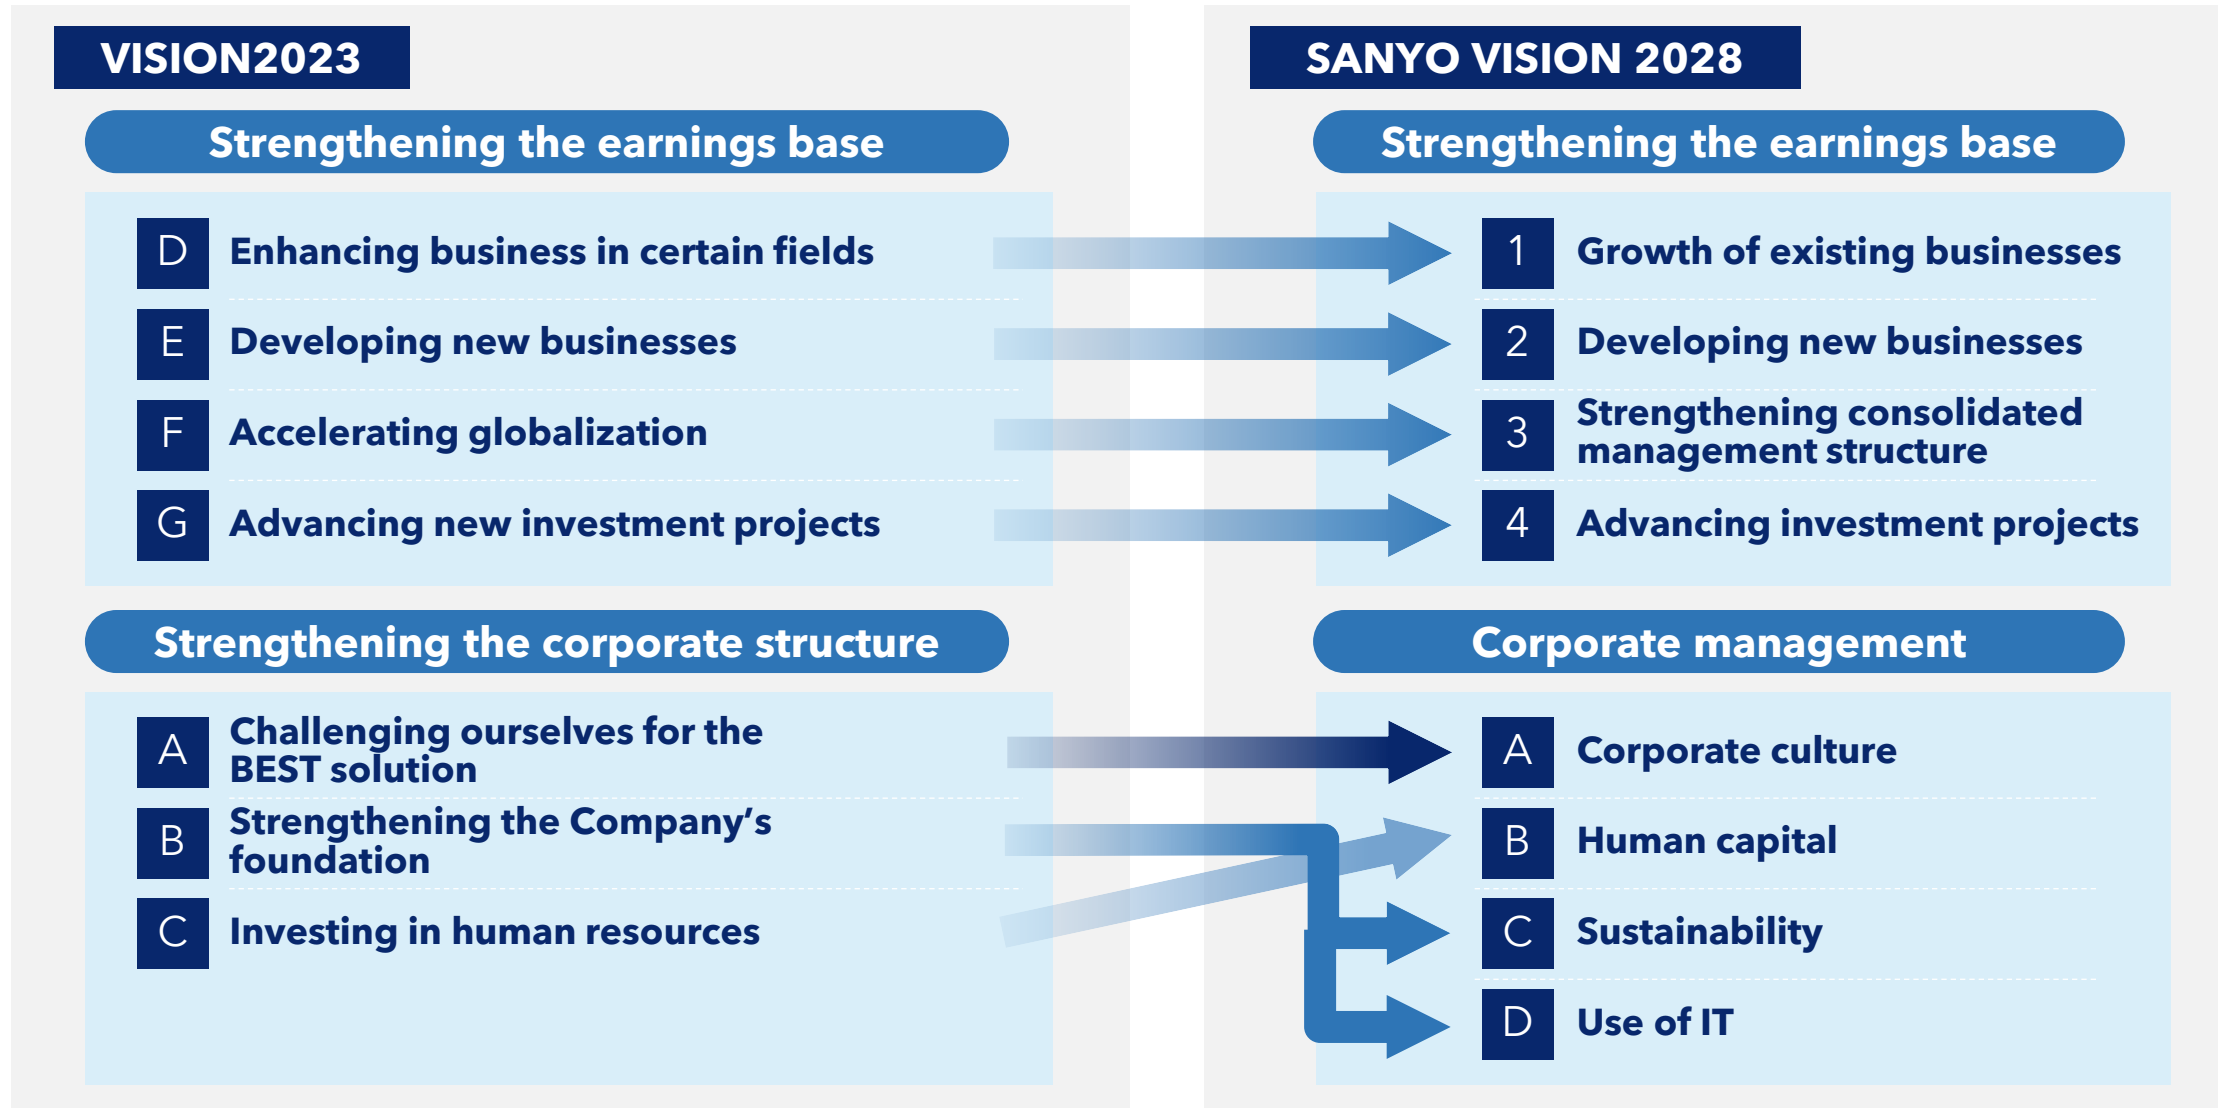 VISION2023
Strengthening the earnings base
D Enhancing business in certain fields
E Developing new businesses
F Accelerating globalization
G Advancing new investment projects
Strengthening the corporate structure
A Challenging ourselves for the
BEST solution
B Strengthening the Company’s
foundation
C Investing in human resources
SANYO VISION 2028
Strengthening the earnings base
1 Growth of existing businesses
2 Developing new businesses
3 Strengthening consolidated
management structure
4 Advancing investment projects
Corporate management
A Corporate culture
B Human capital
C Sustainability
D Use of IT